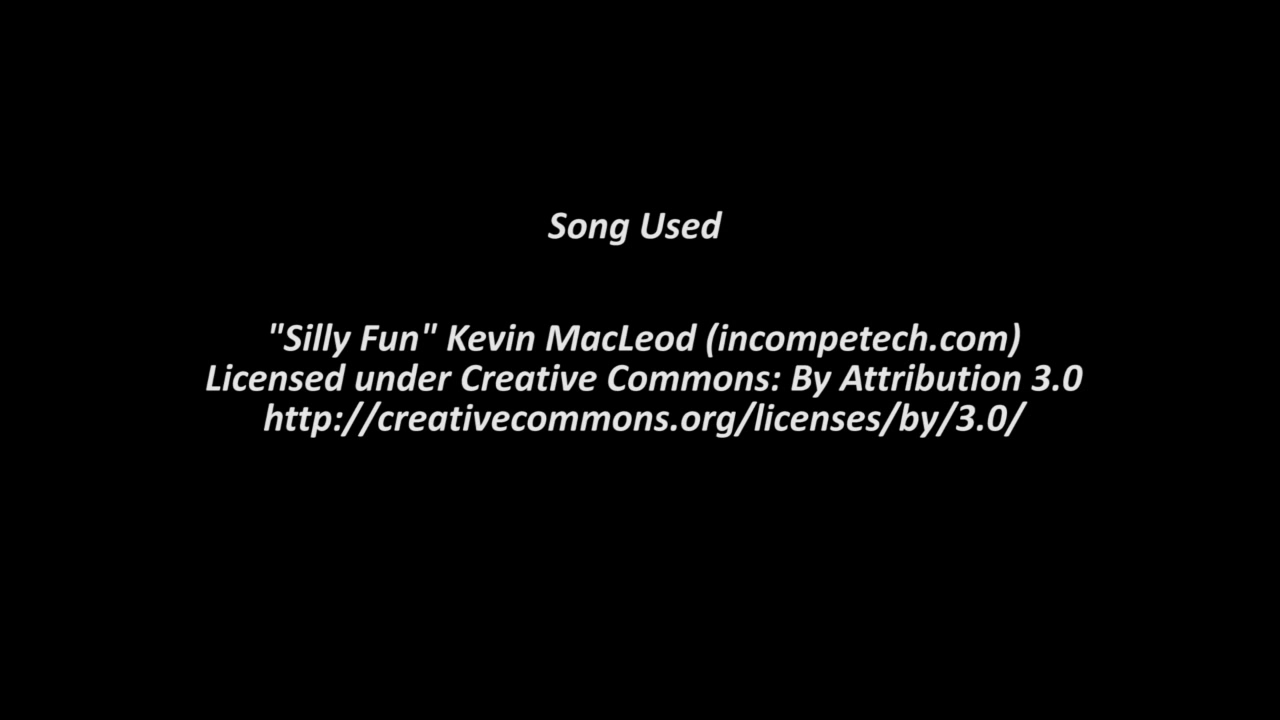 Song Used
"Silly Fun" Kevin MacLeod (incompetech.com)
Licensed under Creative Commons: By Attribution 3.0
http://creativecommons.org/licenses/by/3.0/